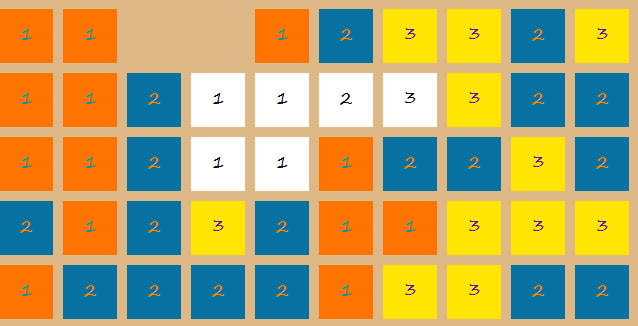 1 1 1 2 3 3 2 3
1 1 2 1 1 2 3 3 2 2
1 1 2 1 1 1 2 2 3 2
2 1 2 3 2 1 1 3 3 3
1 2 2 2 2 1 3 3 2 2